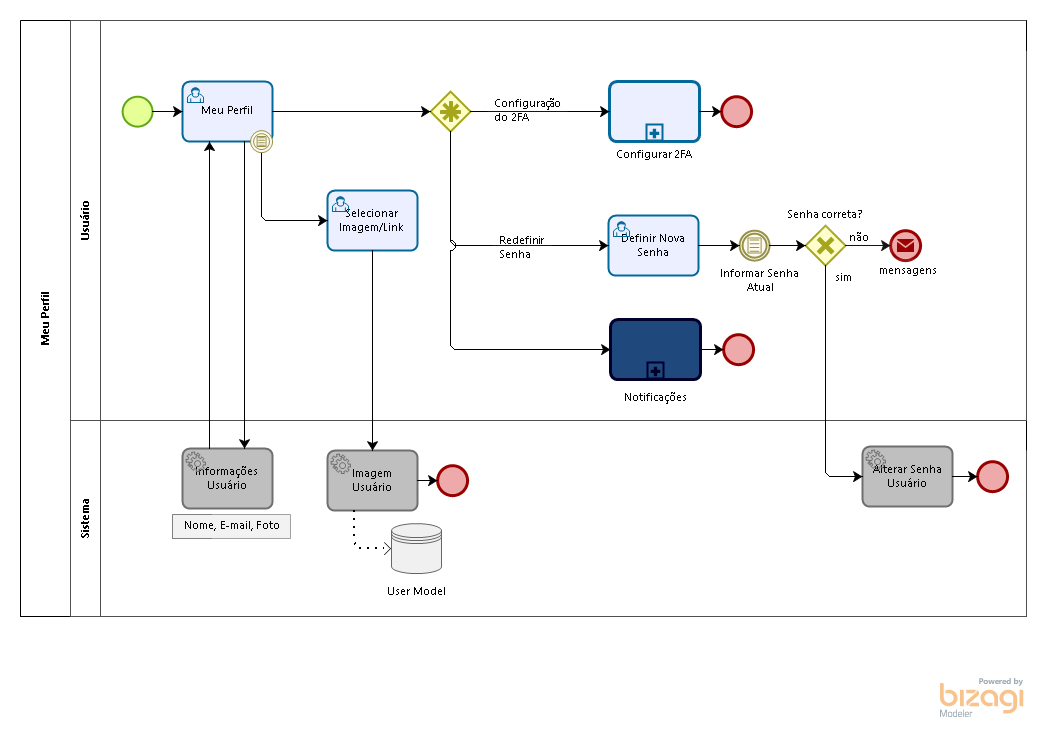 Meu Perfil
Usuário
Sistema
Meu Perfil
Configuração
do 2FA
Configurar 2FA
Selecionar
Imagem/Link
Redefinir
Senha
Definir Nova
Senha
Informar Senha
Atual
Senha correta?
não
sim
mensagens
Notificações
Informações
Usuário
Nome, E-mail, Foto
Imagem
Usuário
User Model
Alterar Senha
Usuário
Powered by
bizagi
Modeler